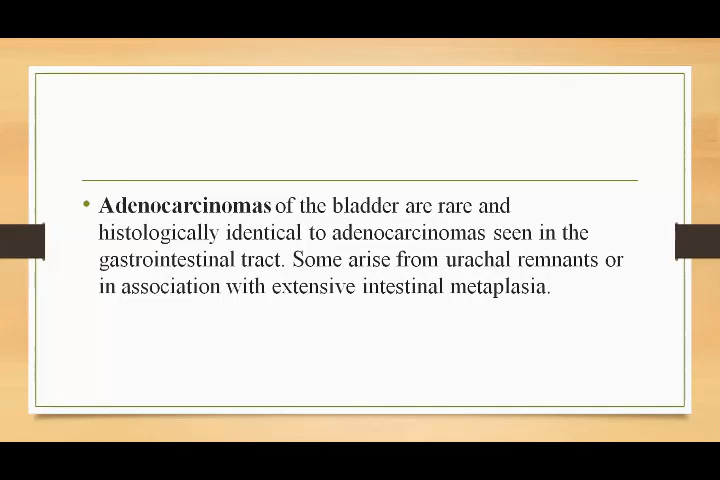 • Adenocarcinomas of the bladder are rare and
histologically identical to adenocarcinomas seen in the
gastrointestinal tract. Some arise from urachal remnants or
in association with extensive intestinal metaplasia.